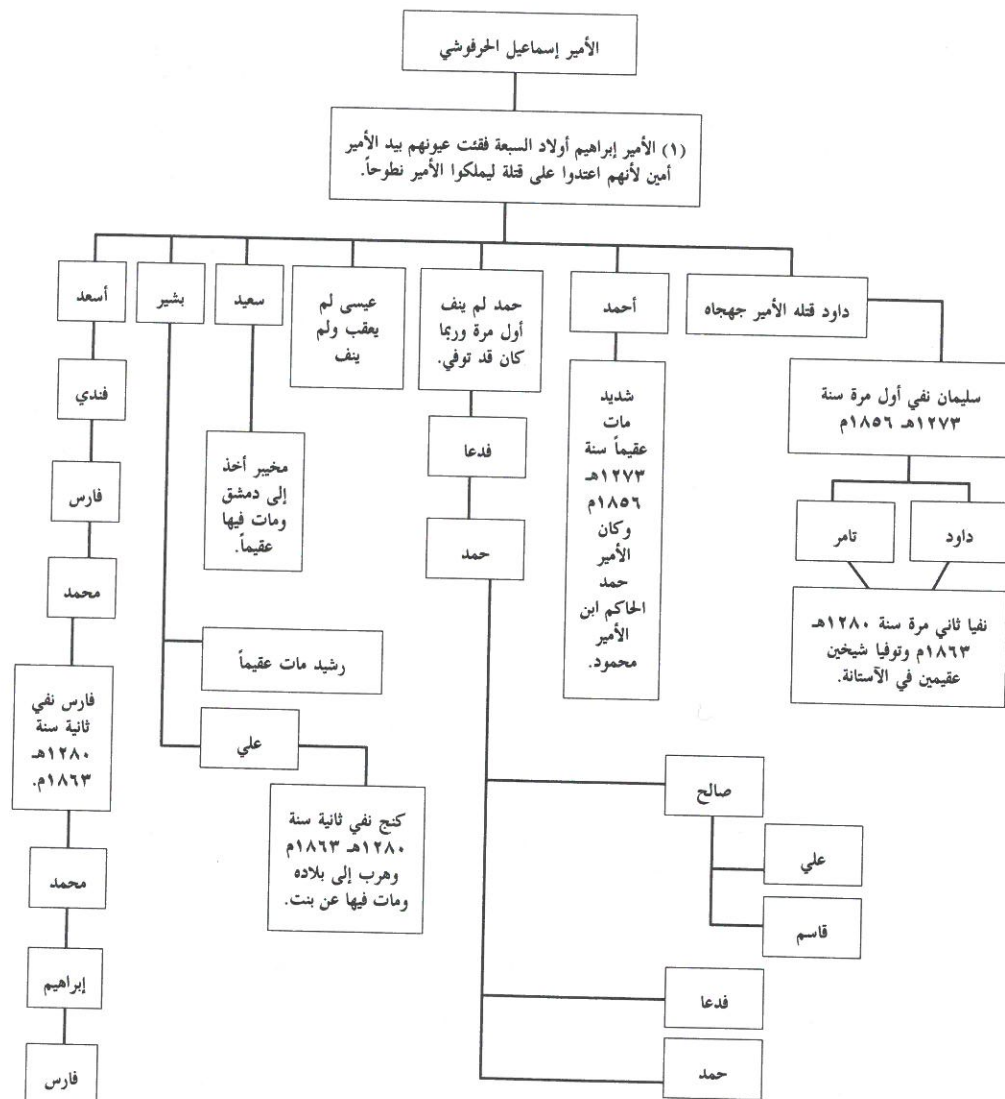 الأمير إسماعيل الحرفوشي
(١) الأمير إبراهيم أولاد السبعة فقئت عيونهم بيد الأمير
أمين لأنهم اعتدوا على قتلة ليملكوا الأمير نطوحاً.
داود قتله الأمير جهجاه
سليمان نفي أول مرة سنة
١٢٧٣هـ ١٨٥٦م
داود
تامر
نفيا ثاني مرة سنة ١٢٨٠هـ
١٨٦٣م وتوفيا شيخين
عقيمين في الآستانة.
أحمد
شديد
مات
عقيماً سنة
١٢٧٣هـ
١٨٥٦م
وكان
الأمير
حمد
الحاكم ابن
الأمير
محمود.
حمد لم ينف
أول مرة وربما
كان قد توفي.
فدعا
حمد
صالح
علي
قاسم
فدعا
حمد
عيسى لم
يعقب ولم
ينف
سعيد
مخيبر أخذ
إلى دمشق
ومات فيها
عقيماً.
بشير
رشيد مات عقيماً
علي
كنج نفي ثانية سنة
١٢٨٠هـ ١٨٦٣م
وهرب إلى بلاده
ومات فيها عن بنت.
أسعد
فندي
فارس
محمد
فارس نفي
ثانية سنة
١٢٨٠هـ
١٨٦٣م.
محمد
إبراهيم
فارس